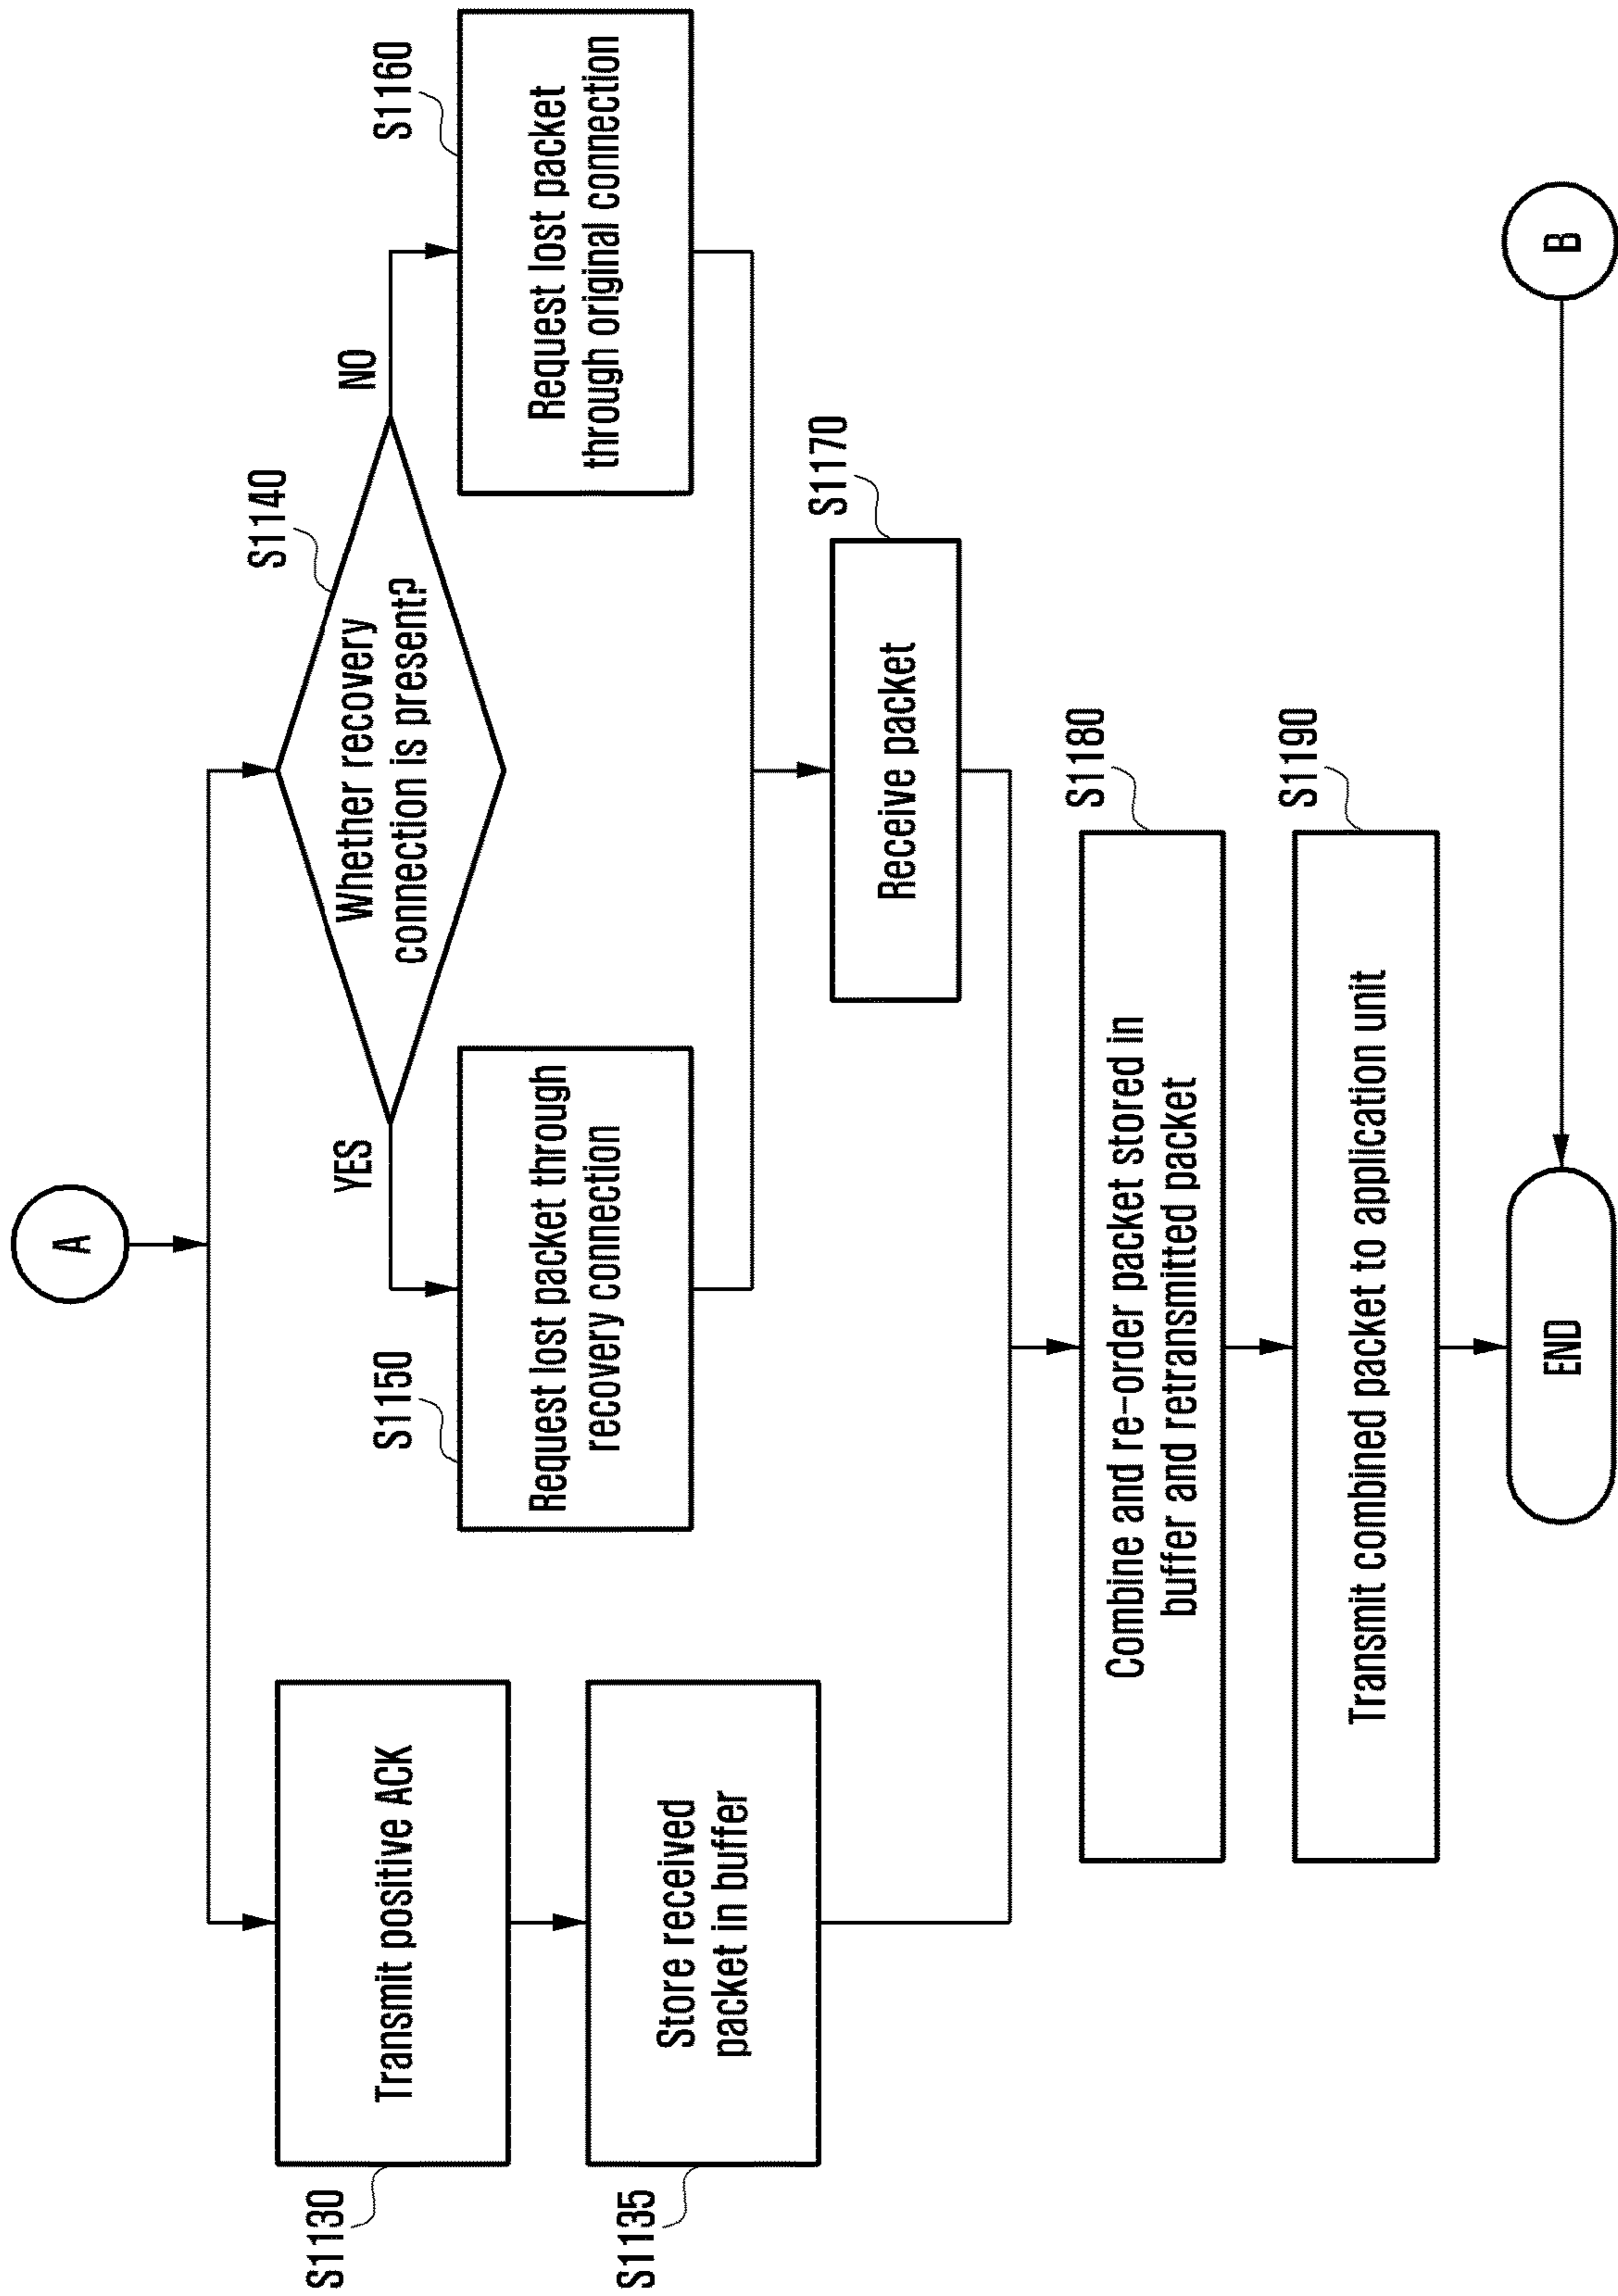 A
S1130
Transmit positive ACK
S1135
Store received
packet in buffer
S1140
Whether recovery
connection is present?
YES
NO
S1150
Request lost packet through
recovery connection
S1160
Request lost packet
through original connection
S1170
Receive packet
S1180
Combine and re-order packet stored in
buffer and retransmitted packet
S1190
Transmit combined packet to application unit
END
B